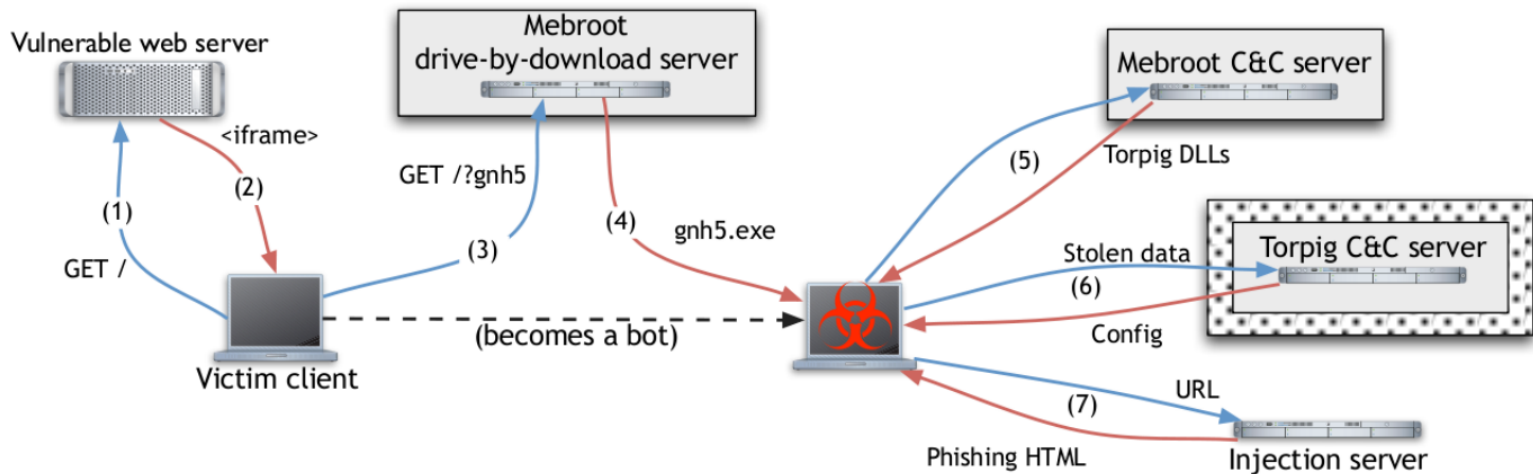 Vulnerable web server
<iframe>
(1)
(2)
GET /
Victim client
Mebroot
drive-by-download server
GET /?gnh5
(3)
(4)
gnh5.exe
(becomes a bot)
Mebroot C&C server
(5)
Torpig DLLs
Torpig C&C server
Stolen data
(6)
Config
URL
(7)
Phishing HTML
Injection server